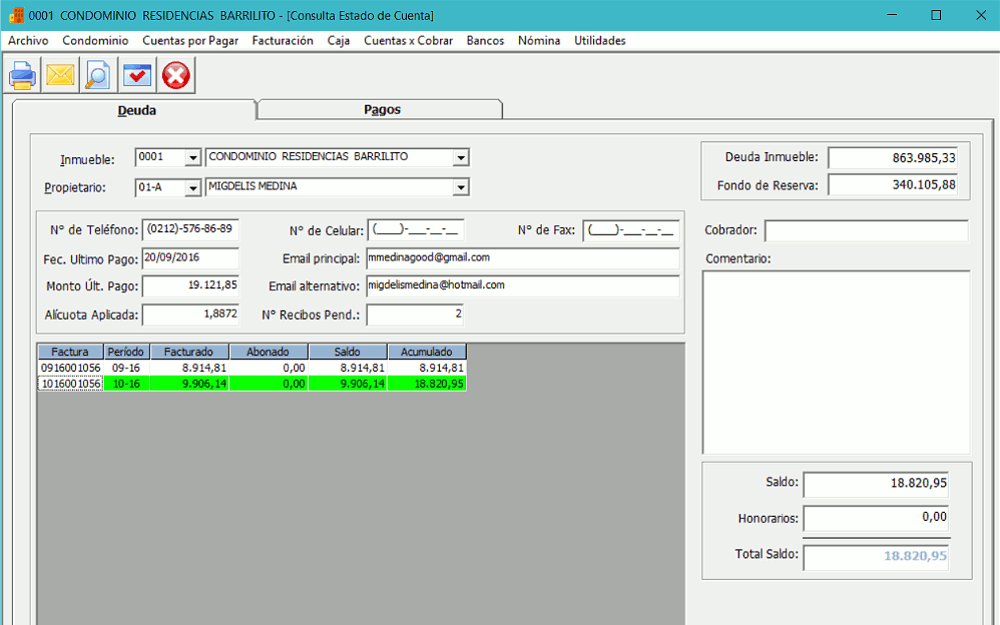 0001 CONDOMINIO RESIDENCIAS BARRILITO - [Consulta Estado de Cuenta]
Archivo Condominio Cuentas por Pagar Facturación Caja Cuentas x Cobrar Bancos Nómina Utilidades
Deuda Pagos
Inmueble: 0001 CONDOMINIO RESIDENCIAS BARRILITO
Propietario: 01-A MIGDELIS MEDINA
Deuda Inmueble: 863.985,33
Fondo de Reserva: 340.105,88
N° de Teléfono: (0212)-576-86-89 N° de Celular: (___)-___-__-__ N° de Fax: (___)-___-__-__
Fec. Ultimo Pago: 20/09/2016 Email principal: mmedinagood@gmail.com
Monto Últ. Pago: 19.121,85 Email alternativo: migdelismedina@hotmail.com
Alícuota Aplicada: 1,8872 N° Recibos Pend.: 2
Cobrador:
Comentario:
Factura Período Facturado Abonado Saldo Acumulado
0916001056 09-16 8.914,81 0,00 8.914,81 8.914,81
1016001056 10-16 9.906,14 0,00 9.906,14 18.820,95
Saldo: 18.820,95
Honorarios: 0,00
Total Saldo: 18.820,95